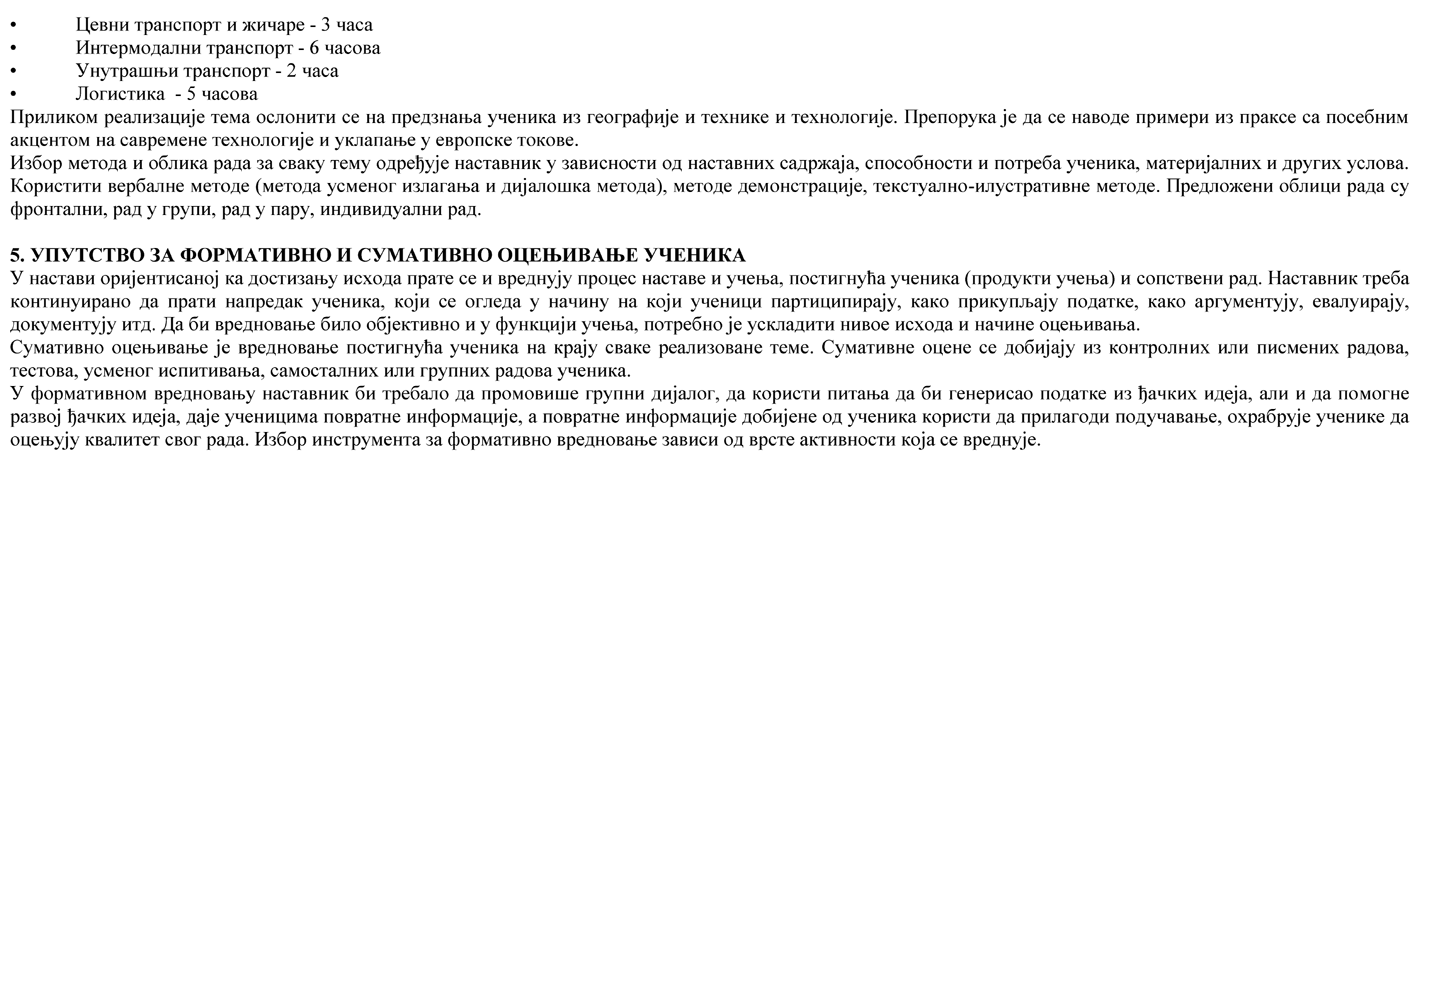 • Цевни транспорт и жичаре - 3 часа
• Интермодални транспорт - 6 часова
• Унутрашњи транспорт - 2 часа
• Логистика  - 5 часова
Приликом реализације тема ослонити се на предзнања ученика из географије и технике и технологије. Препорука је да се наводе примери из праксе са посебним
акцентом на савремене технологије и уклапање у европске токове.
Избор метода и облика рада за сваку тему одређује наставник у зависности од наставних садржаја, способности и потреба ученика, материјалних и других услова.
Користити вербалне методе (метода усменог излагања и дијалошка метода), методе демонстрације, текстуално-илустративне методе. Предложени облици рада су
фронтални, рад у групи, рад у пару, индивидуални рад.
5. УПУТСТВО ЗА ФОРМАТИВНО И СУМАТИВНО ОЦЕЊИВАЊЕ УЧЕНИКА
У настави оријентисаној ка достизању исхода прате се и вреднују процес наставе и учења, постигнућа ученика (продукти учења) и сопствени рад. Наставник треба
континуирано да прати напредак ученика, који се огледа у начину на који ученици партиципирају, како прикупљају податке, како аргументују, евалуирају,
документују итд. Да би вредновање било објективно и у функцији учења, потребно је ускладити нивое исхода и начине оцењивања.
Сумативно оцењивање је вредновање постигнућа ученика на крају сваке реализоване теме. Сумативне оцене се добијају из контролних или писмених радова,
тестова, усменог испитивања, самосталних или групних радова ученика.
У формативном вредновању наставник би требало да промовише групни дијалог, да користи питања да би генерисао податке из ђачких идеја, али и да помогне
развој ђачких идеја, даје ученицима повратне информације, а повратне информације добијене од ученика користи да прилагоди подучавање, охрабрује ученике да
оцењују квалитет свог рада. Избор инструмента за формативно вредновање зависи од врсте активности која се вреднује.